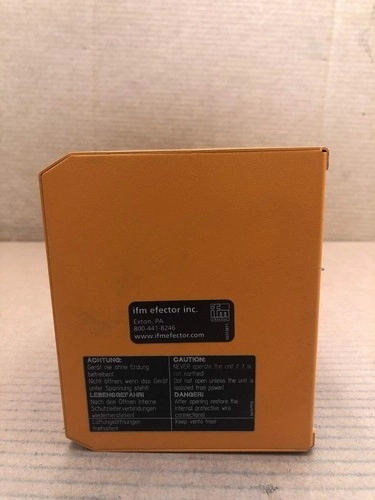 ifm efector inc.
Exton, PA
800-441-8246
www.ifmefector.com
ifm
ACHTUNG:
Gerät nie ohne Erdung
betreiben!
Nicht öffnen, wenn das Gerät
unter Spannung steht!
LEBENSGEFAHR!
Nach dem Öffnen interne
Schutzleiterverbindungen
wiederherstellen!
Lüftungsöffnungen
freihalten!
CAUTION:
NEVER operate the unit if it is
not earthed!
Do not open unless the unit is
isolated from power!
DANGER!
After opening restore the
internal protective wire
connections!
Keep vents free!